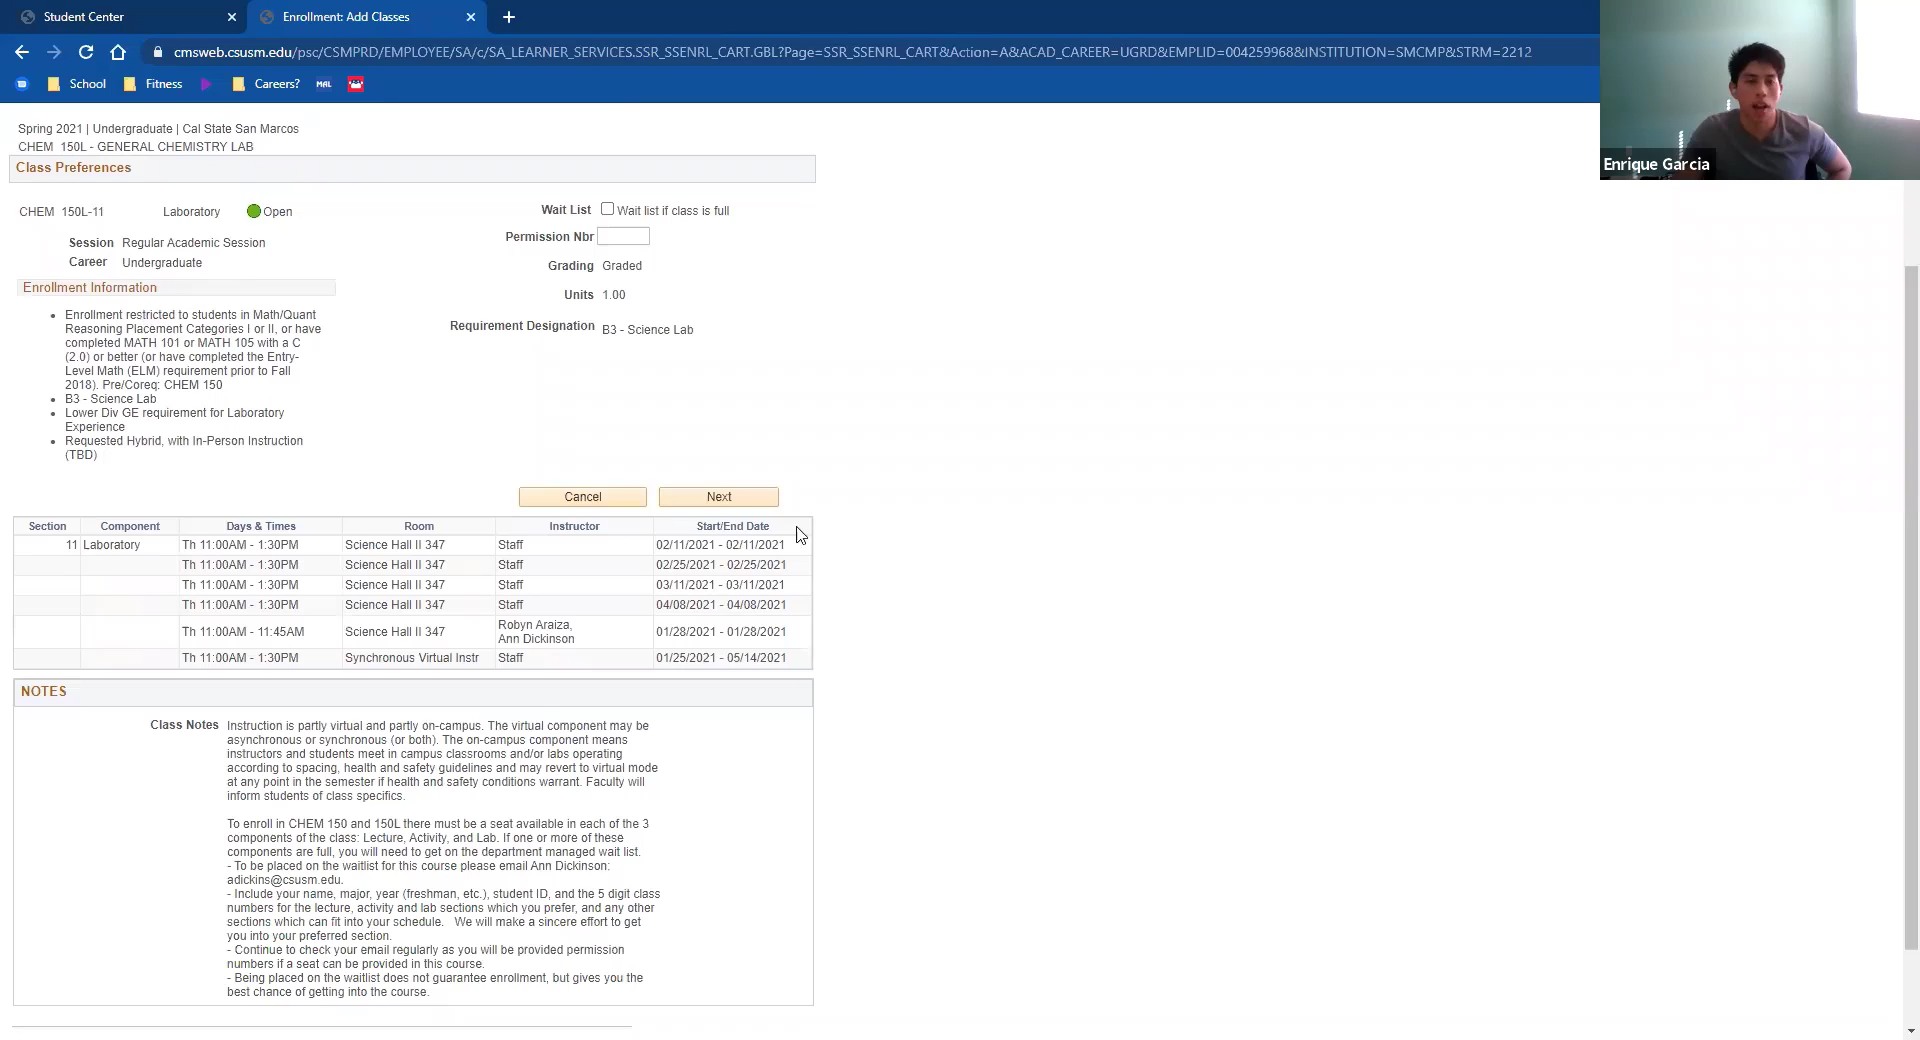 Student Center
Enrollment: Add Classes
cmsweb.csusm.edu/psc/CSMPRD/EMPLOYEE/SA/c/SA_LEARNER_SERVICES.SSR_SSENRL_CART.GBL?Page=SSR_SSENRL_CART&Action=A&ACAD_CAREER=UGRD&EMPLID=004259968&INSTITUTION=SMCMP&STRM=2212
School Fitness Careers? MAL
Spring 2021 | Undergraduate | Cal State San Marcos
CHEM 150L - GENERAL CHEMISTRY LAB
Class Preferences
CHEM 150L-11 Laboratory Open
Session Regular Academic Session
Career Undergraduate
Enrollment Information
• Enrollment restricted to students in Math/Quant
Reasoning Placement Categories I or II, or have
completed MATH 101 or MATH 105 with a C
(2.0) or better (or have completed the Entry-
Level Math (ELM) requirement prior to Fall
2018). Pre/Coreq: CHEM 150
• B3 - Science Lab
• Lower Div GE requirement for Laboratory
Experience
• Requested Hybrid, with In-Person Instruction
(TBD)
Wait List Wait list if class is full
Permission Nbr
Grading Graded
Units 1.00
Requirement Designation B3 - Science Lab
Cancel Next
Section Component Days & Times Room Instructor Start/End Date
11 Laboratory Th 11:00AM - 1:30PM Science Hall II 347 Staff 02/11/2021 - 02/11/2021
Th 11:00AM - 1:30PM Science Hall II 347 Staff 02/25/2021 - 02/25/2021
Th 11:00AM - 1:30PM Science Hall II 347 Staff 03/11/2021 - 03/11/2021
Th 11:00AM - 1:30PM Science Hall II 347 Staff 04/08/2021 - 04/08/2021
Th 11:00AM - 11:45AM Science Hall II 347 Robyn Araiza, 01/28/2021 - 01/28/2021
Ann Dickinson
Th 11:00AM - 1:30PM Synchronous Virtual Instr Staff 01/25/2021 - 05/14/2021
NOTES
Class Notes Instruction is partly virtual and partly on-campus. The virtual component may be
asynchronous or synchronous (or both). The on-campus component means
instructors and students meet in campus classrooms and/or labs operating
according to spacing, health and safety guidelines and may revert to virtual mode
at any point in the semester if health and safety conditions warrant. Faculty will
inform students of class specifics.
To enroll in CHEM 150 and 150L there must be a seat available in each of the 3
components of the class: Lecture, Activity, and Lab. If one or more of these
components are full, you will need to get on the department managed wait list.
- To be placed on the waitlist for this course please email Ann Dickinson:
adickins@csusm.edu.
- Include your name, major, year (freshman, etc.), student ID, and the 5 digit class
numbers for the lecture, activity and lab sections which you prefer, and any other
sections which can fit into your schedule. We will make a sincere effort to get
you into your preferred section.
- Continue to check your email regularly as you will be provided permission
numbers if a seat can be provided in this course.
- Being placed on the waitlist does not guarantee enrollment, but gives you the
best chance of getting into the course.
Enrique Garcia